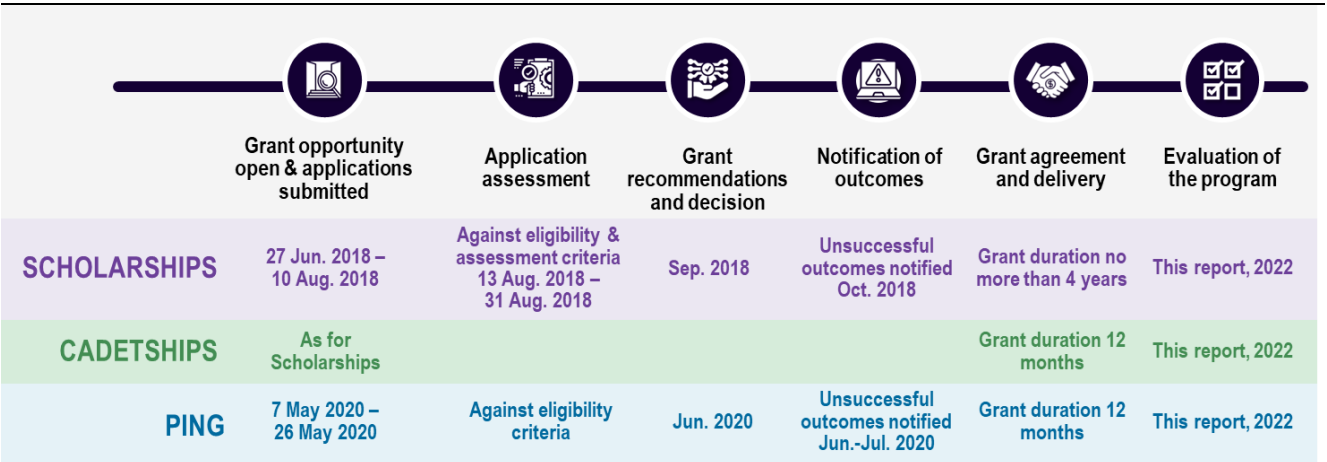 Grant opportunity
open & applications
submitted
Application
assessment
Grant
recommendations
and decision
Notification of
outcomes
Grant agreement
and delivery
Evaluation of
the program
SCHOLARSHIPS
27 Jun. 2018 –
10 Aug. 2018
Against eligibility &
assessment criteria
13 Aug. 2018 –
31 Aug. 2018
Sep. 2018
Unsuccessful
outcomes notified
Oct. 2018
Grant duration no
more than 4 years
This report, 2022
CADETSHIPS
As for
Scholarships
Grant duration 12
months
This report, 2022
PING
7 May 2020 –
26 May 2020
Against eligibility
criteria
Jun. 2020
Unsuccessful
outcomes notified
Jun.-Jul. 2020
Grant duration 12
months
This report, 2022